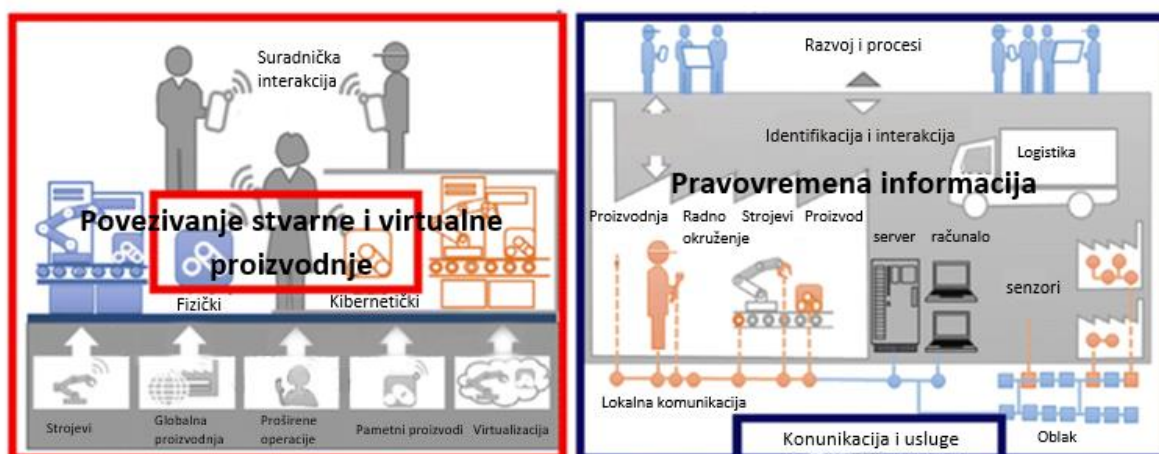 Suradnička
interakcija
Povezivanje stvarne i virtualne
proizvodnje
Fizički
Kibernetički
Strojevi
Globalna
proizvodnja
Proširene
operacije
Pametni proizvodi
Virtualizacija
Razvoj i procesi
Identifikacija i interakcija
Logistika
Pravovremena informacija
Proizvodnja
Radno
okruženje
Strojevi
Proizvod
server
računalo
senzori
Lokalna komunikacija
Oblak
Konunikacija i usluge